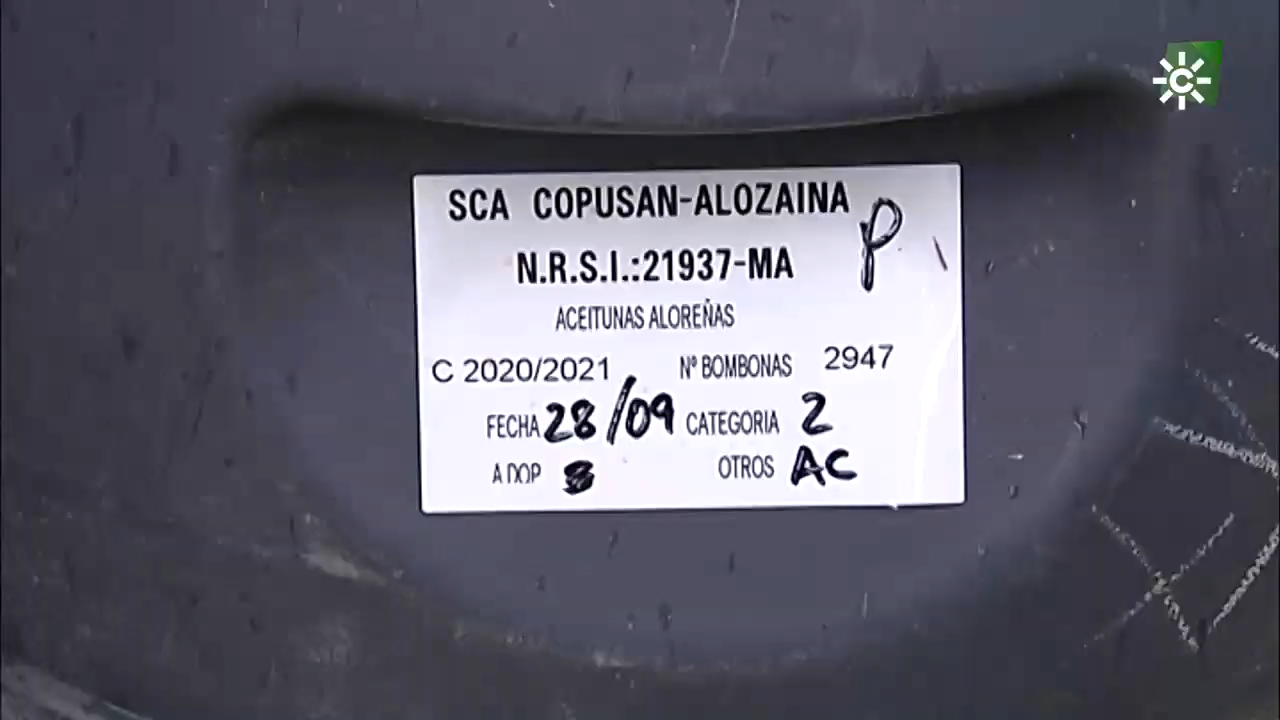 SCA COPUSAN-ALOZAINA P
N.R.S.I.:21937-MA
ACEITUNAS ALOREÑAS
C 2020/2021 Nº BOMBONAS 2947
FECHA 28/09 CATEGORIA 2
A DOP OTROS AC
C